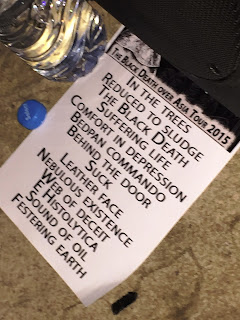 The Black Death over Asia Tour 2015
In the trees
Reduced to sludge
The Black Death
Suffering life
Comfort in depression
Biopan commando
Behind the door
Suck
Leather face
Nebulous existence
Web of deceit
E Histolytica
Sound of oil
Festering earth